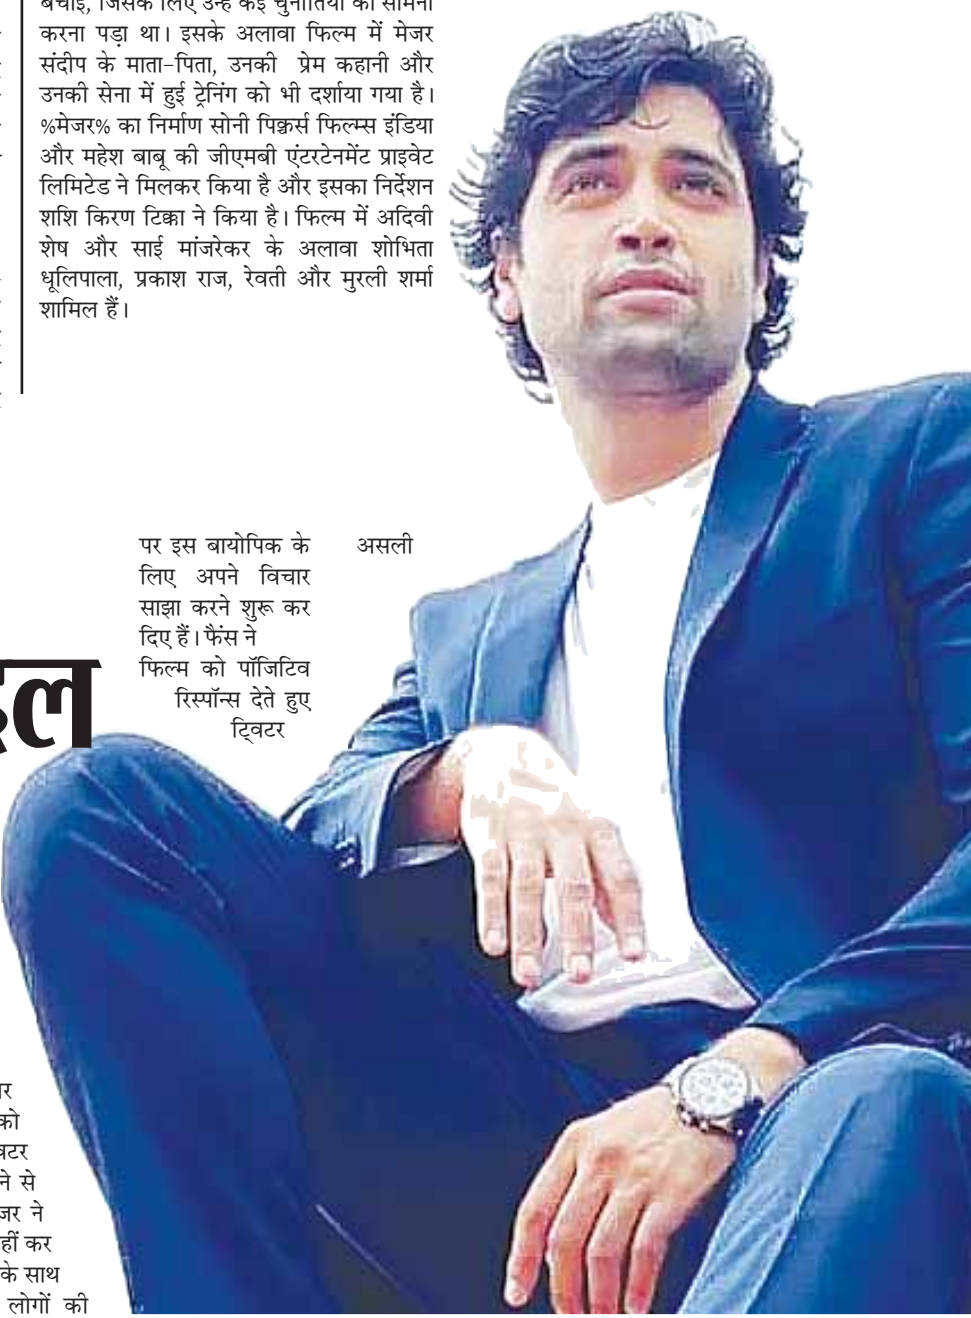 करना पड़ा था। इसके अलावा फिल्म में मेजर
संदीप के माता-पिता, उनकी प्रेम कहानी और
उनकी सेना में हुई ट्रेनिंग को भी दर्शाया गया है।
%मेजर% का निर्माण सोनी पिक्चर्स फिल्म्स इंडिया
और महेश बाबू की जीएमबी एंटरटेनमेंट प्राइवेट
लिमिटेड ने मिलकर किया है और इसका निर्देशन
शशि किरण टिक्का ने किया है। फिल्म में अदिवी
शेष और साई मांजरेकर के अलावा शोभिता
धूलिपाला, प्रकाश राज, रेवती और मुरली शर्मा
शामिल हैं।
पर इस बायोपिक के
लिए अपने विचार
साझा करने शुरू कर
दिए हैं। फैंस ने
फिल्म को पॉजिटिव
रिस्पॉन्स देते हुए
ट्विटर
असली
को
ने से
ने
कर
के साथ
लोगों की